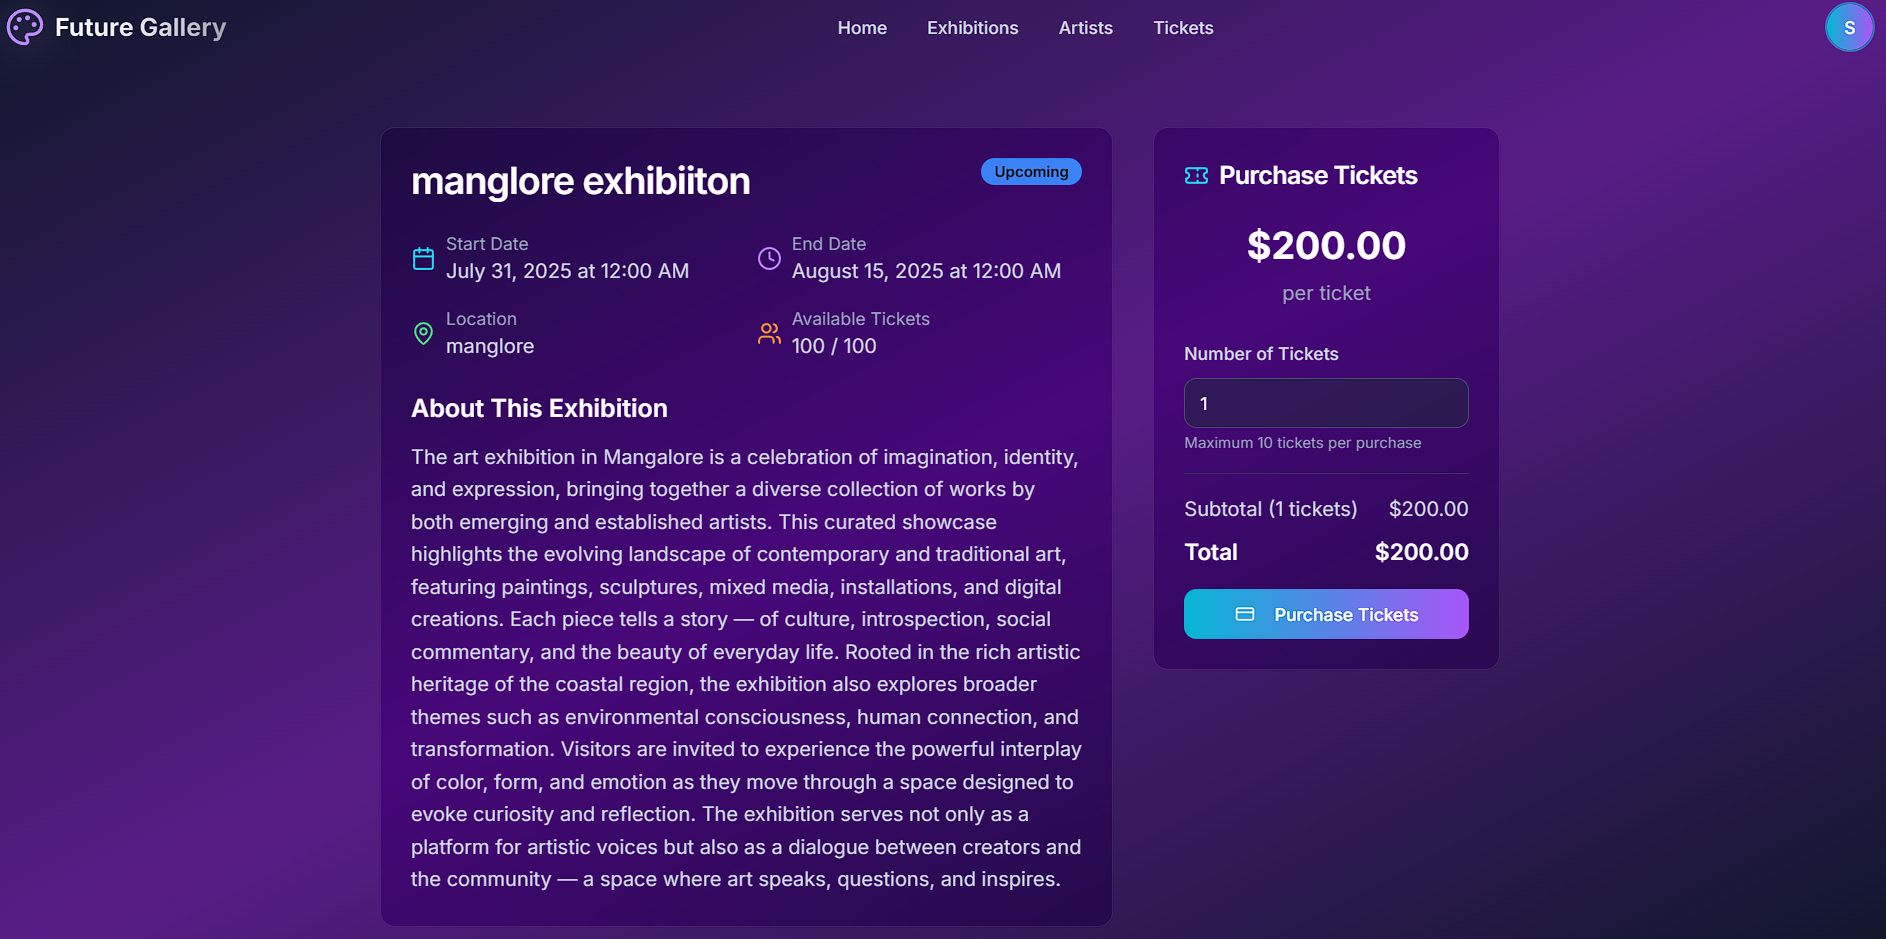 Future Gallery
Home
Exhibitions
Artists
Tickets
S
manglore exhibiiton
Upcoming
Start Date
July 31, 2025 at 12:00 AM
End Date
August 15, 2025 at 12:00 AM
Location
manglore
Available Tickets
100 / 100
About This Exhibition
The art exhibition in Mangalore is a celebration of imagination, identity,
and expression, bringing together a diverse collection of works by
both emerging and established artists. This curated showcase
highlights the evolving landscape of contemporary and traditional art,
featuring paintings, sculptures, mixed media, installations, and digital
creations. Each piece tells a story — of culture, introspection, social
commentary, and the beauty of everyday life. Rooted in the rich artistic
heritage of the coastal region, the exhibition also explores broader
themes such as environmental consciousness, human connection, and
transformation. Visitors are invited to experience the powerful interplay
of color, form, and emotion as they move through a space designed to
evoke curiosity and reflection. The exhibition serves not only as a
platform for artistic voices but also as a dialogue between creators and
the community — a space where art speaks, questions, and inspires.
Purchase Tickets
$200.00
per ticket
Number of Tickets
1
Maximum 10 tickets per purchase
Subtotal (1 tickets) $200.00
Total $200.00
Purchase Tickets